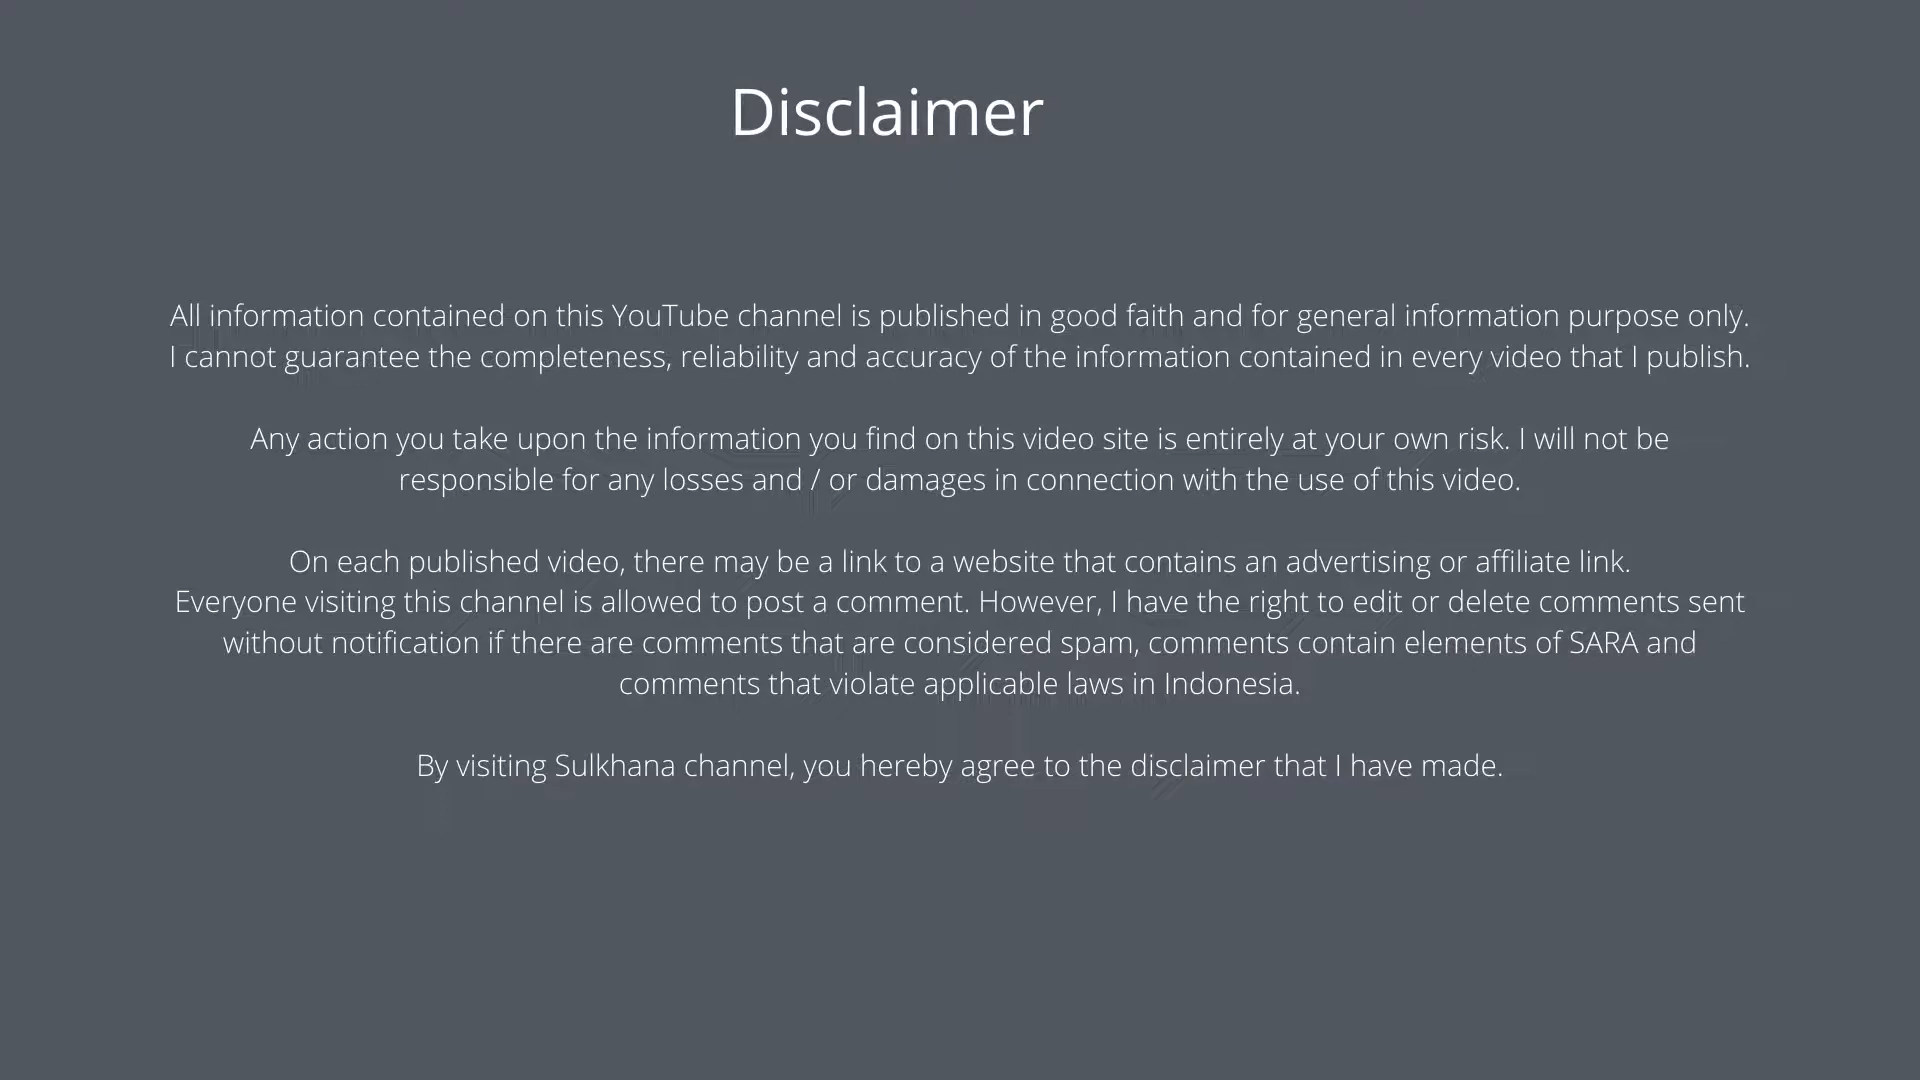 Disclaimer
All information contained on this YouTube channel is published in good faith and for general information purpose only.
I cannot guarantee the completeness, reliability and accuracy of the information contained in every video that I publish.
Any action you take upon the information you find on this video site is entirely at your own risk. I will not be
responsible for any losses and / or damages in connection with the use of this video.
On each published video, there may be a link to a website that contains an advertising or affiliate link.
Everyone visiting this channel is allowed to post a comment. However, I have the right to edit or delete comments sent
without notification if there are comments that are considered spam, comments contain elements of SARA and
comments that violate applicable laws in Indonesia.
By visiting Sulkhana channel, you hereby agree to the disclaimer that I have made.